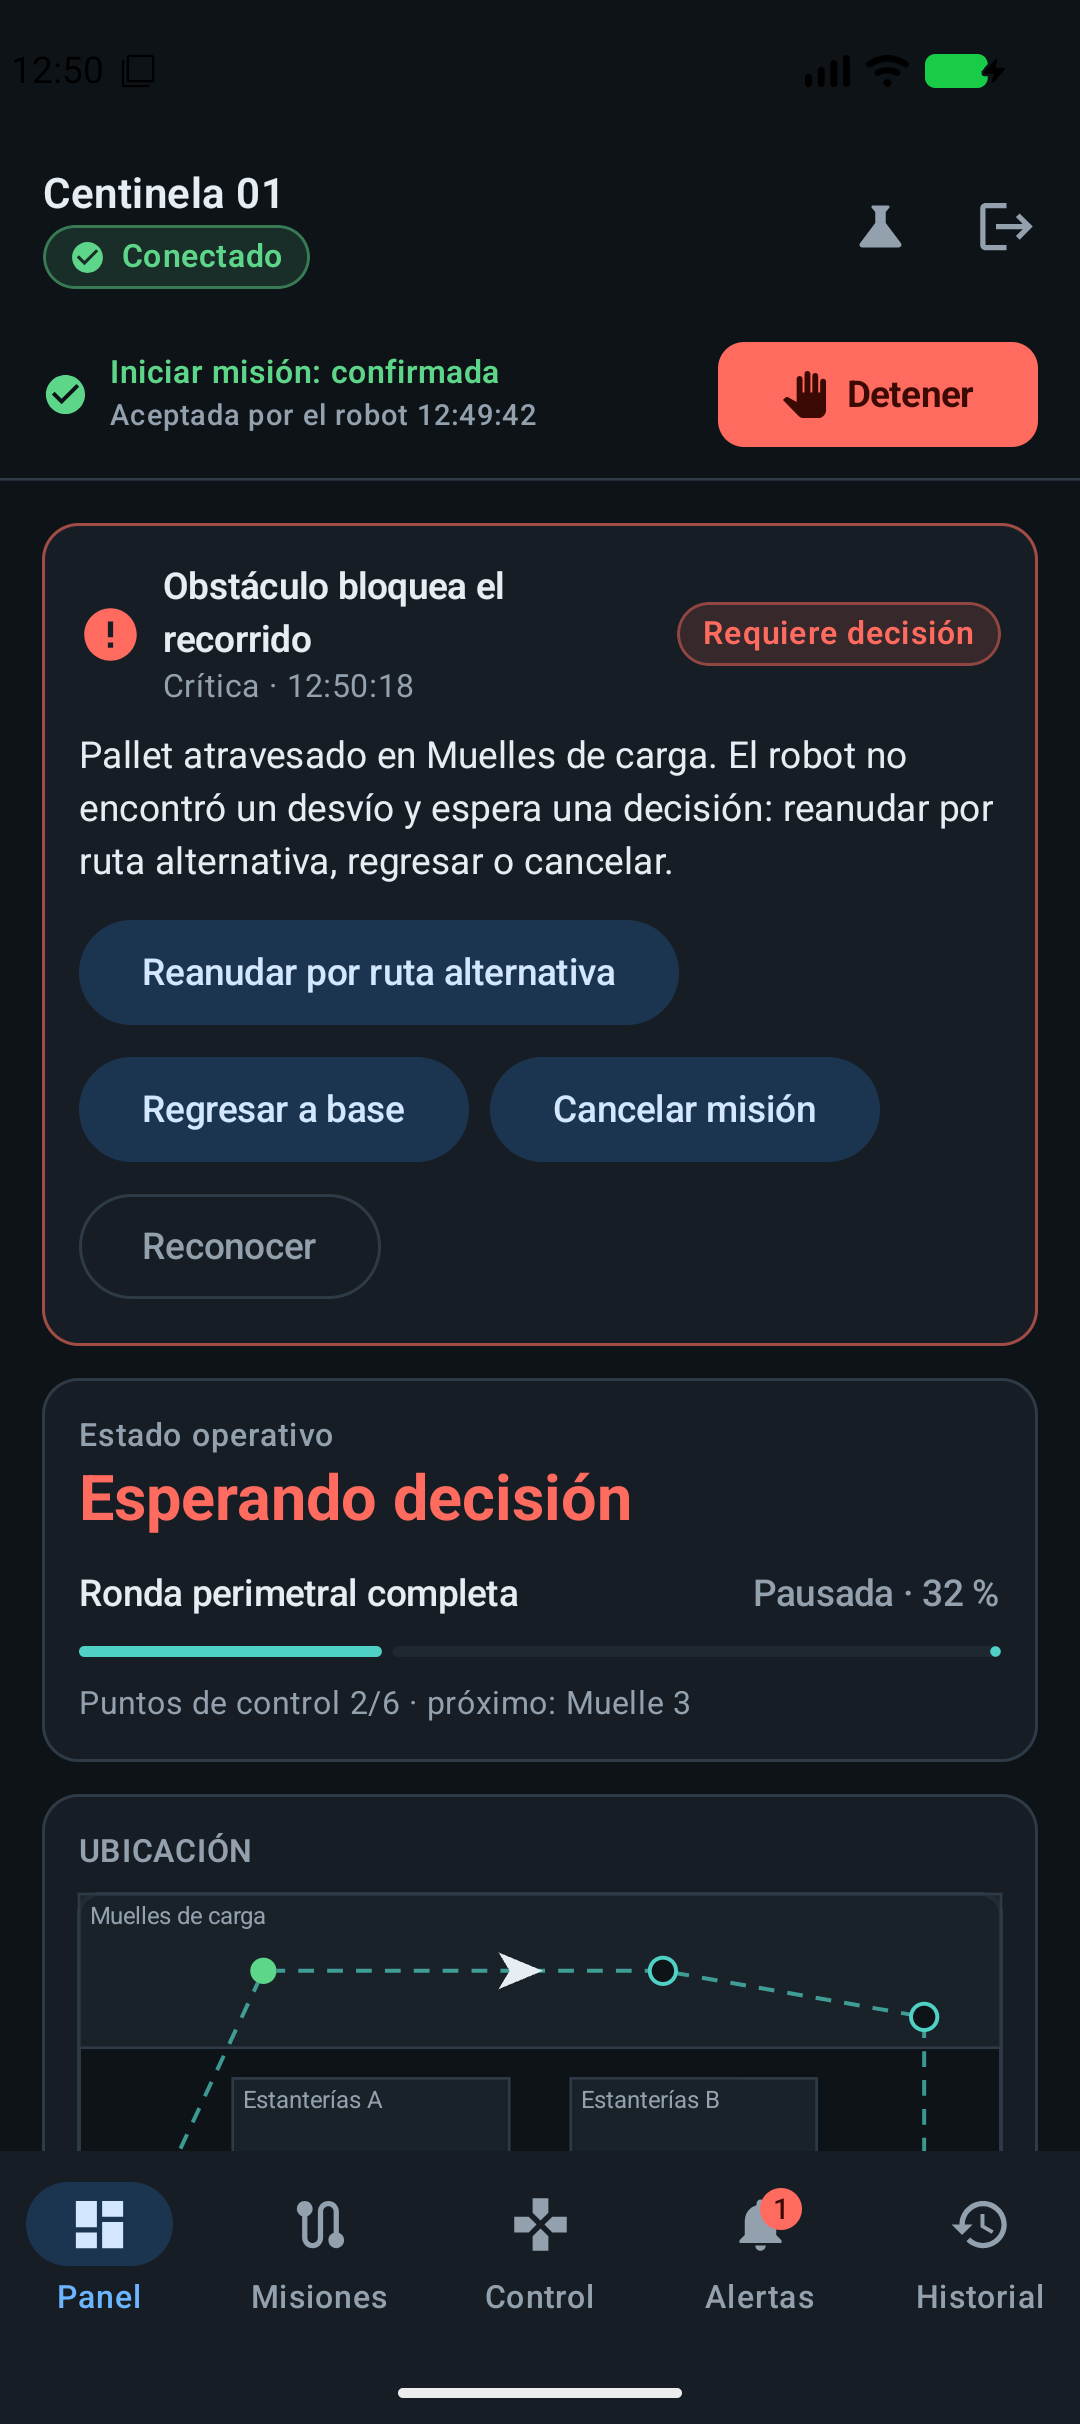 12:50
Centinela 01
Conectado
Iniciar misión: confirmada
Aceptada por el robot 12:49:42
Detener
Obstáculo bloquea el
recorrido
Crítica · 12:50:18
Requiere decisión
Pallet atravesado en Muelles de carga. El robot no
encontró un desvío y espera una decisión: reanudar por
ruta alternativa, regresar o cancelar.
Reanudar por ruta alternativa
Regresar a base
Cancelar misión
Reconocer
Estado operativo
Esperando decisión
Ronda perimetral completa
Pausada · 32 %
Puntos de control 2/6 · próximo: Muelle 3
UBICACIÓN
Muelles de carga
Estanterías A
Estanterías B
1
Panel
Misiones
Control
Alertas
Historial